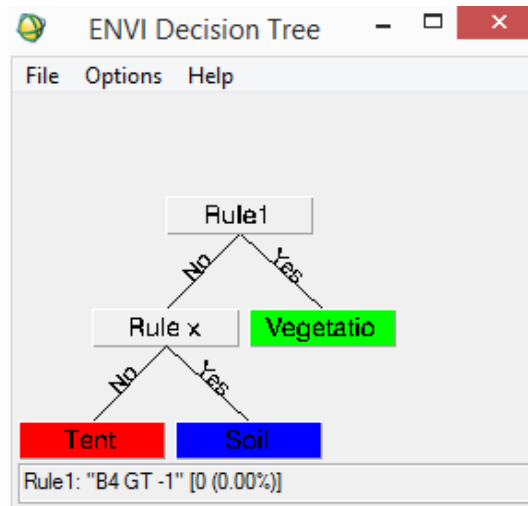 ENVI Decision Tree
File Options Help
Rule1
No Yes
Rule x Vegetatio
No Yes
Tent Soil
Rule1: "B4 GT -1" [0 (0.00%)]